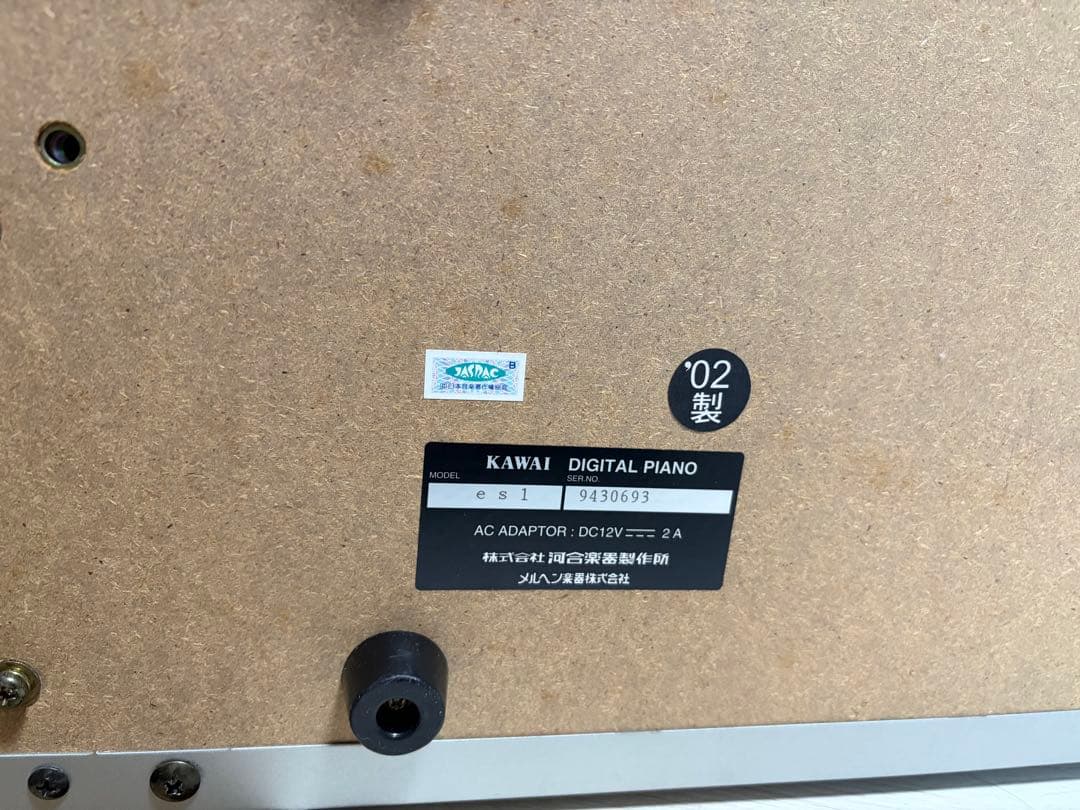 B
JASRAC
'02
製
KAWAI DIGITAL PIANO
MODEL
SER.NO.
es1
9430693
AC ADAPTOR : DC12V 2 A
株式会社 河合楽器製作所
メルヘン楽器株式会社